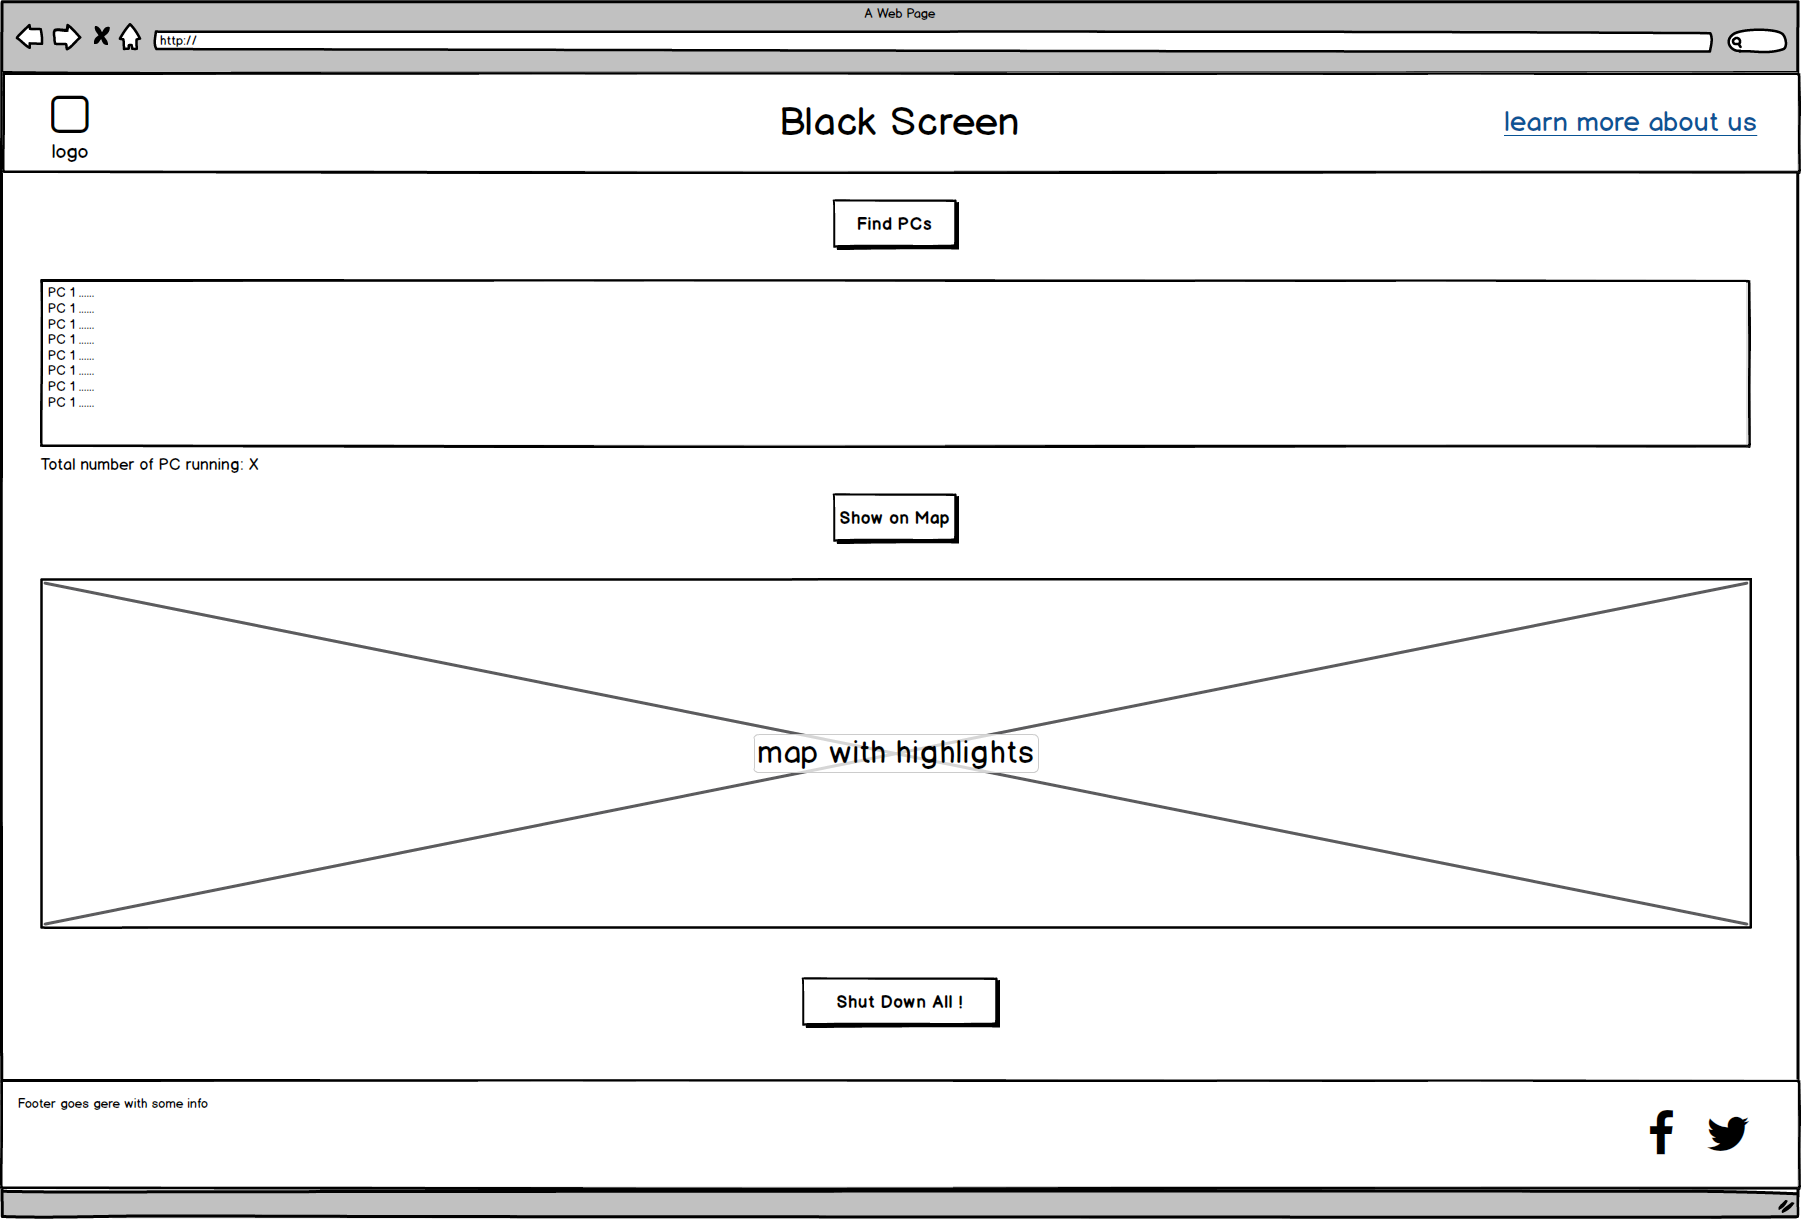 A Web Page
http://
logo
Black Screen
learn more about us
Find PCs
PC 1 ......
PC 1 ......
PC 1 ......
PC 1 ......
PC 1 ......
PC 1 ......
PC 1 ......
PC 1 ......
Total number of PC running: X
Show on Map
map with highlights
Shut Down All !
Footer goes gere with some info